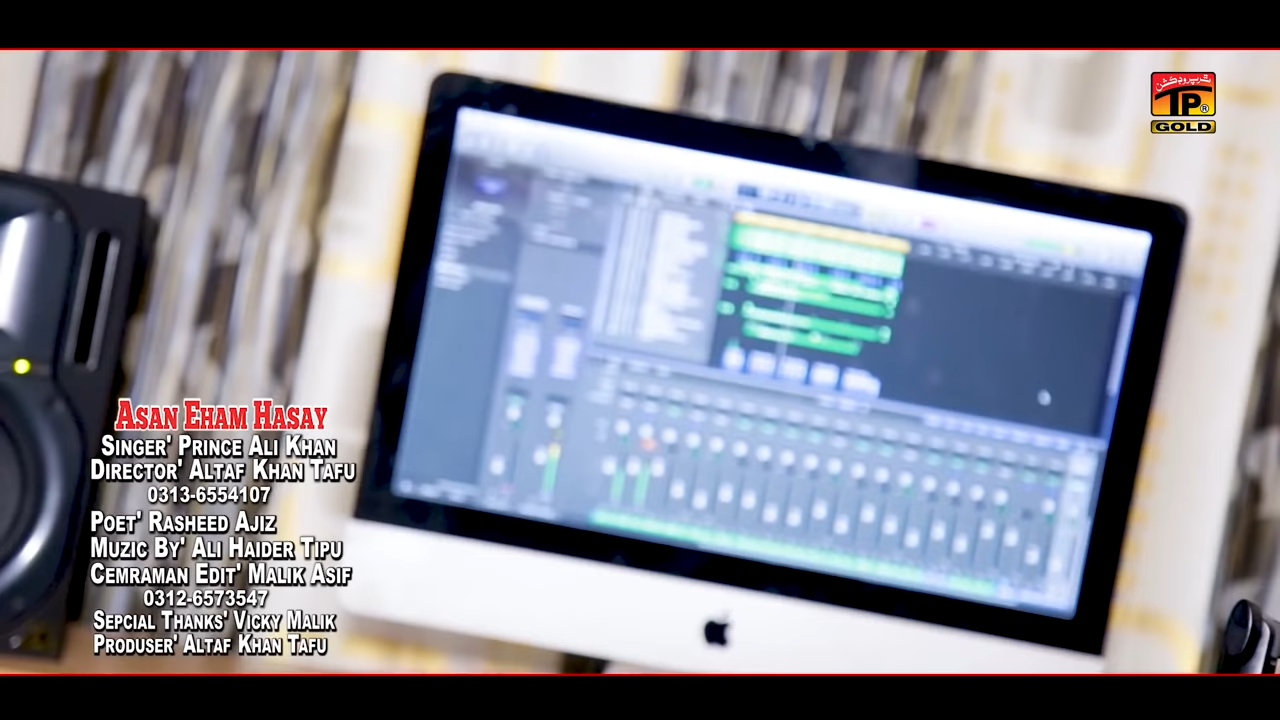 تھرپروڈکشن
TP®
GOLD
ASAN EHAM HASAY
SINGER' PRINCE ALI KHAN
DIRECTOR' ALTAF KHAN TAFU
0313-6554107
POET' RASHEED AJIZ
MUZIC BY' ALI HAIDER TIPU
CEMRAMAN EDIT' MALIK ASIF
0312-6573547
SEPCIAL THANKS' VICKY MALIK
PRODUSER' ALTAF KHAN TAFU